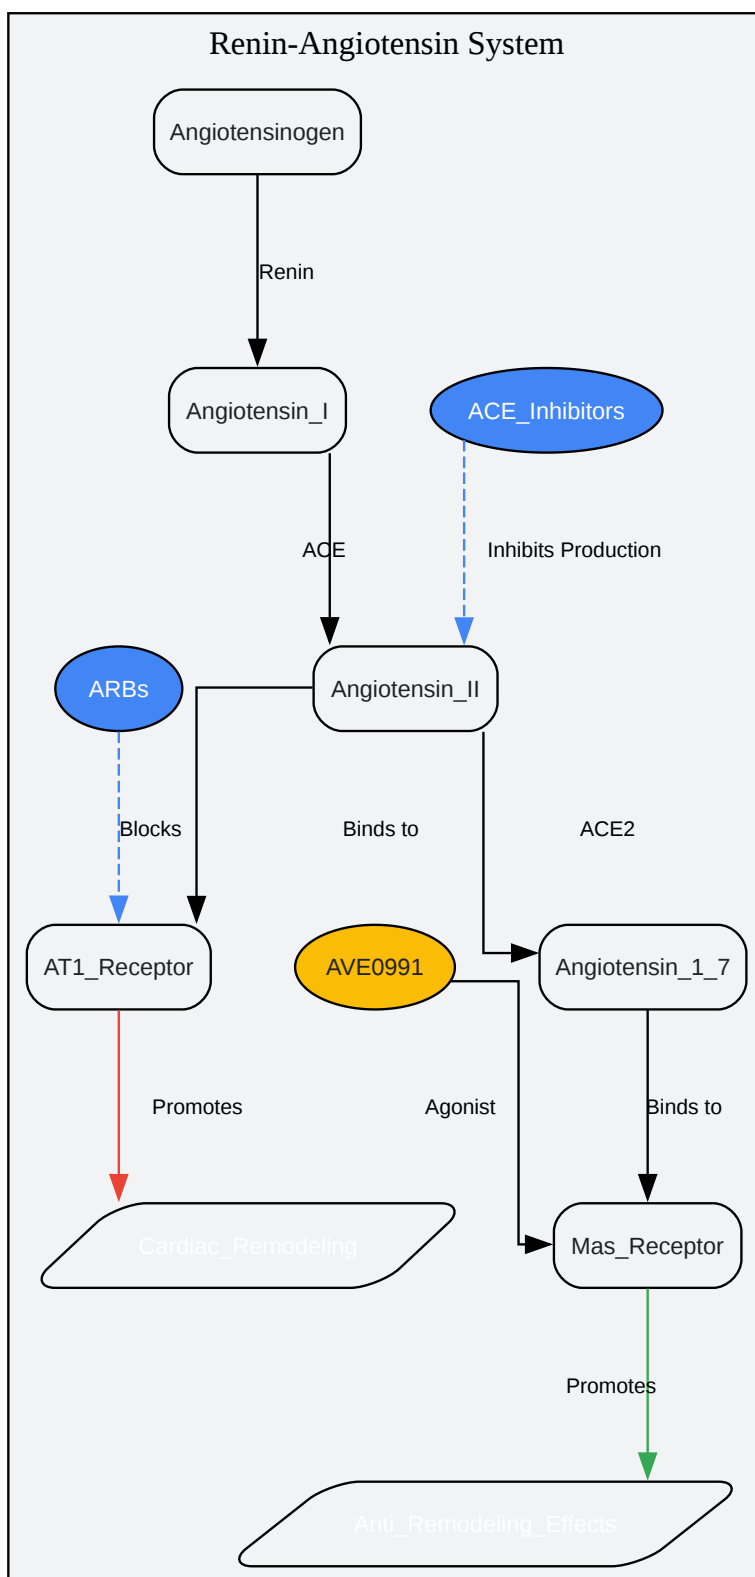 Renin-Angiotensin System
Angiotensinogen
Renin
Angiotensin_I
ACE_Inhibitors
ACE
Inhibits Production
ARBs
Angiotensin_II
Blocks
Binds to
ACE2
AT1_Receptor
AVE0991
Angiotensin_1_7
Promotes
Agonist
Binds to
Cardiac_Remodeling
Mas_Receptor
Promotes
Anti_Remodeling_Effects